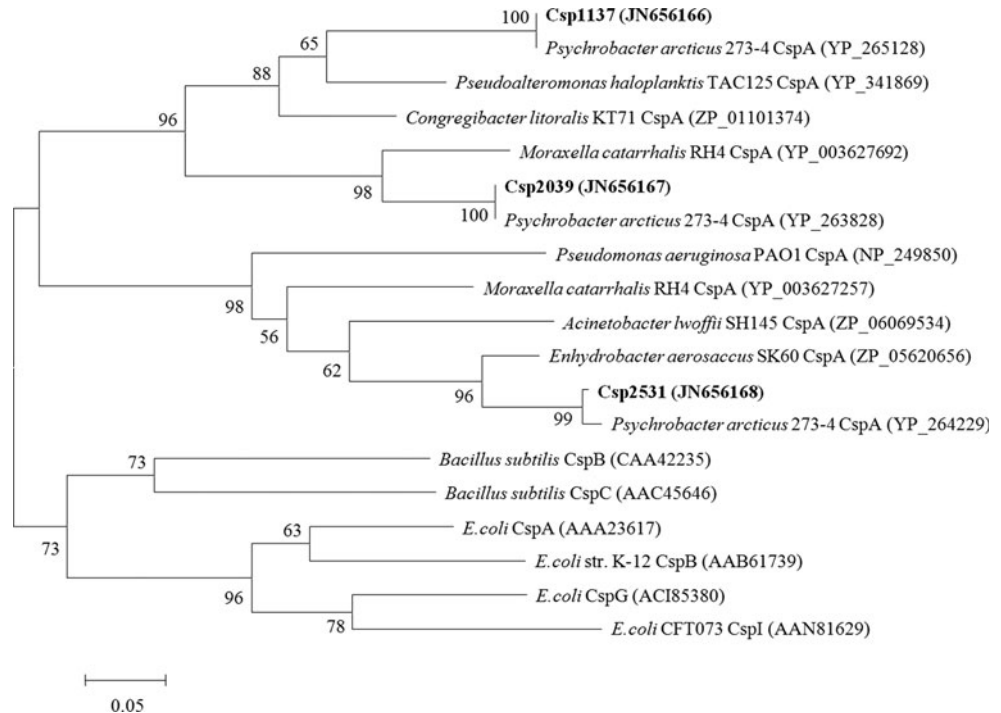 100
Csp1137 (JN656166)
65
Psychrobacter arcticus 273-4 CspA (YP_265128)
88
Pseudoalteromonas haloplanktis TAC125 CspA (YP_341869)
96
Congregibacter litoralis KT71 CspA (ZP_01101374)
Moraxella catarrhalis RH4 CspA (YP_003627692)
98
Csp2039 (JN656167)
100
Psychrobacter arcticus 273-4 CspA (YP_263828)
Pseudomonas aeruginosa PAO1 CspA (NP_249850)
98
Moraxella catarrhalis RH4 CspA (YP_003627257)
56
Acinetobacter lwoffii SH145 CspA (ZP_06069534)
62
Enhydrobacter aerosaccus SK60 CspA (ZP_05620656)
96
Csp2531 (JN656168)
99
Psychrobacter arcticus 273-4 CspA (YP_264229)
73
Bacillus subtilis CspB (CAA42235)
Bacillus subtilis CspC (AAC45646)
73
E.coli CspA (AAA23617)
63
E.coli str. K-12 CspB (AAB61739)
96
E.coli CspG (ACI85380)
78
E.coli CFT073 CspI (AAN81629)
0.05